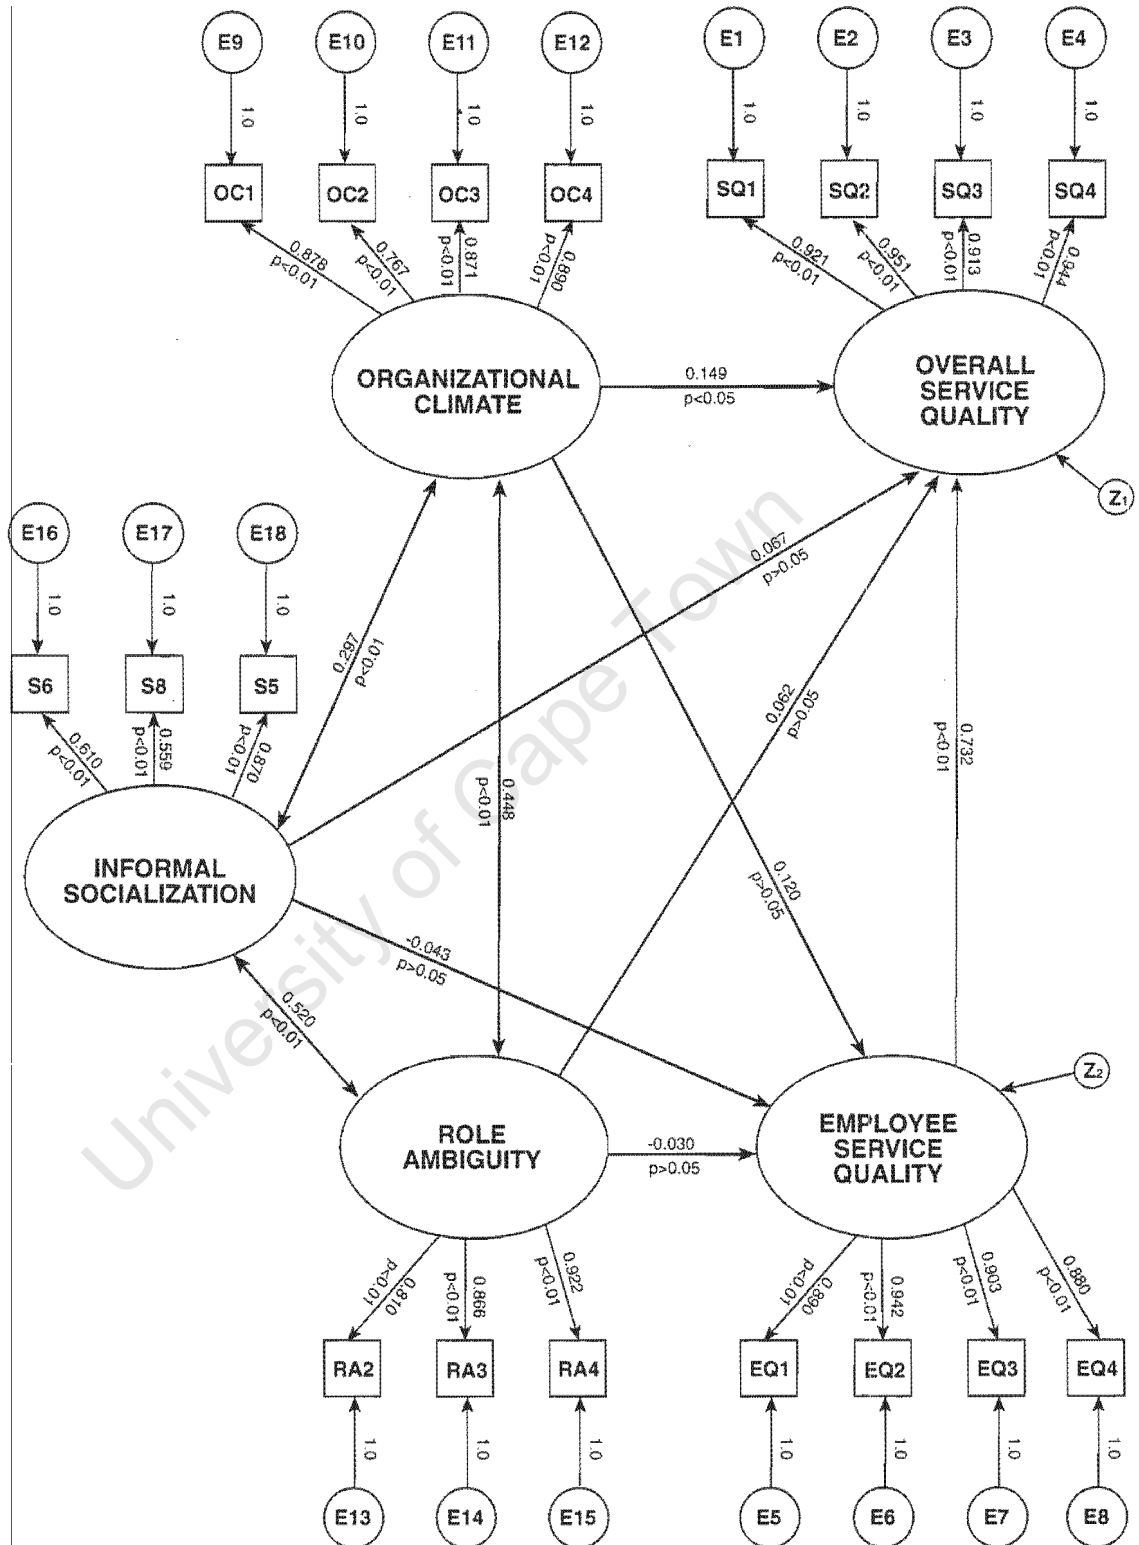 E9 E10 E11 E12 E1 E2 E3 E4
1.0 1.0 1.0 1.0 1.0 1.0 1.0 1.0
OC1 OC2 OC3 OC4 SQ1 SQ2 SQ3 SQ4
0.878
p<0.01
0.767
p<0.01
0.871
p<0.01
0.890
p<0.01
0.921
p<0.01
0.951
p<0.01
0.913
p<0.01
0.944
p<0.01
ORGANIZATIONAL
CLIMATE
0.149
p<0.05
OVERALL
SERVICE
QUALITY
Z1
E16 E17 E18
1.0 1.0 1.0
S6 S8 S5
0.610
p<0.01
0.559
p<0.01
0.870
p<0.01
0.297
p<0.01
0.067
p>0.05
0.062
p>0.05
0.448
p<0.01
0.732
p<0.01
0.120
p>0.05
INFORMAL
SOCIALIZATION
-0.043
p>0.05
0.520
p<0.01
University of Cape Town
Z2
ROLE
AMBIGUITY
-0.030
p>0.05
EMPLOYEE
SERVICE
QUALITY
0.810
p<0.01
0.866
p<0.01
0.922
p<0.01
0.890
p<0.01
0.942
p<0.01
0.903
p<0.01
0.880
p<0.01
RA2 RA3 RA4 EQ1 EQ2 EQ3 EQ4
1.0 1.0 1.0 1.0 1.0 1.0 1.0
E13 E14 E15 E5 E6 E7 E8